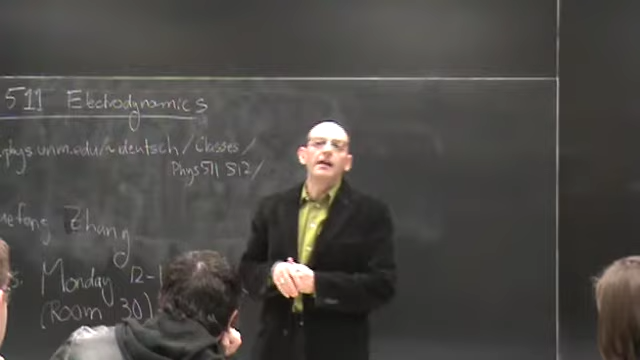 511 Electrodynamics
phys.unm.edu/~deutsch/Classes/
Phys511 512/
Zhang
Monday 12-1
(Room 30)